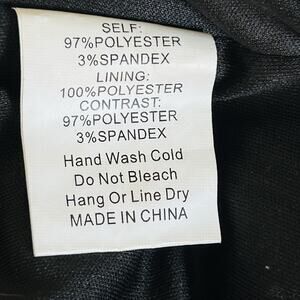 SELF:
97%POLYESTER
3%SPANDEX
LINING:
100%POLYESTER
CONTRAST:
97%POLYESTER
3%SPANDEX
Hand Wash Cold
Do Not Bleach
Hang Or Line Dry
MADE IN CHINA